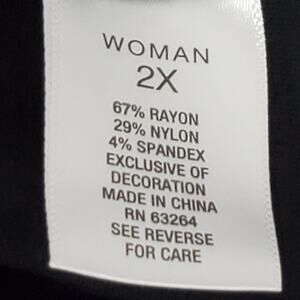 WOMAN
2X
67% RAYON
29% NYLON
4% SPANDEX
EXCLUSIVE OF
DECORATION
MADE IN CHINA
RN 63264
SEE REVERSE
FOR CARE